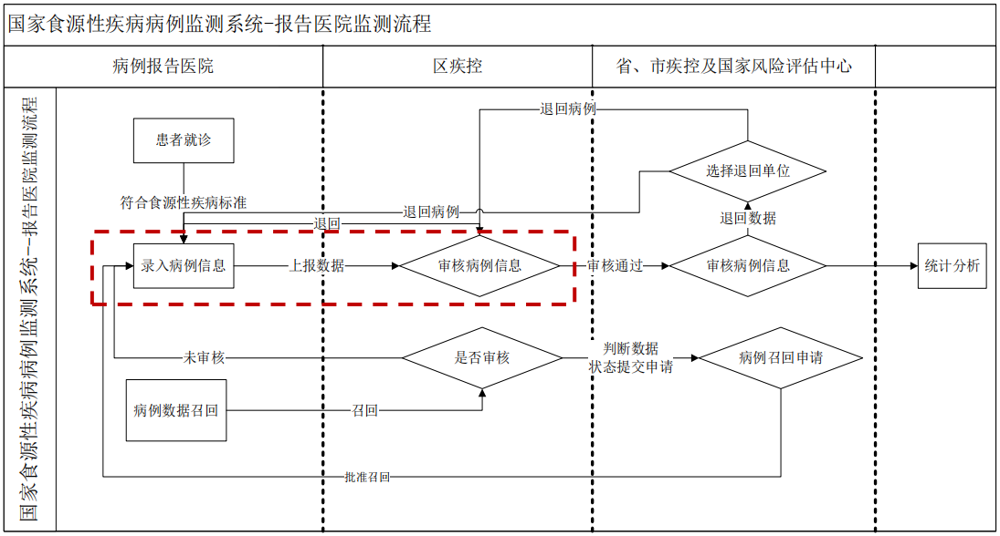 国家食源性疾病病例监测系统-报告医院监测流程
病例报告医院
区疾控
省、市疾控及国家风险评估中心
国家食源性疾病病例监测系统--报告医院监测流程
退回病例
患者就诊
选择退回单位
符合食源性疾病标准
退回病例
退回
退回数据
录入病例信息
上报数据
审核病例信息
审核通过
审核病例信息
统计分析
未审核
是否审核
判断数据
状态提交申请
病例召回申请
病例数据召回
召回
批准召回